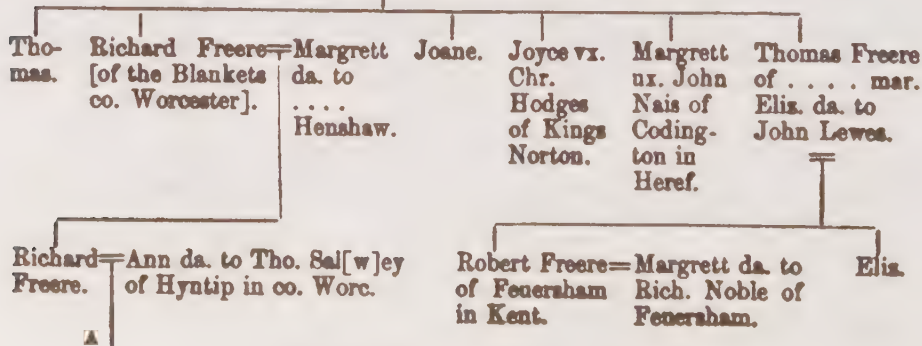 Tho-
mas.
Richard Freere=Margrett
[of the Blankets
co. Worcester].
da. to
. . . .
Henshaw.
Joane.
Joyce vx.
Chr.
Hodges
of Kings
Norton.
Margrett
ux. John
Nais of
Coding-
ton in
Heref.
Thomas Freere
of . . . . mar.
Eliz. da. to
John Lewes.
Richard=Ann da. to Tho. Sal[w]ey
Freere. of Hyntip in co. Worc.
Robert Freere=Margrett da. to
of Feuersham Rich. Noble of
in Kent. Feuersham.
Eliz.
A